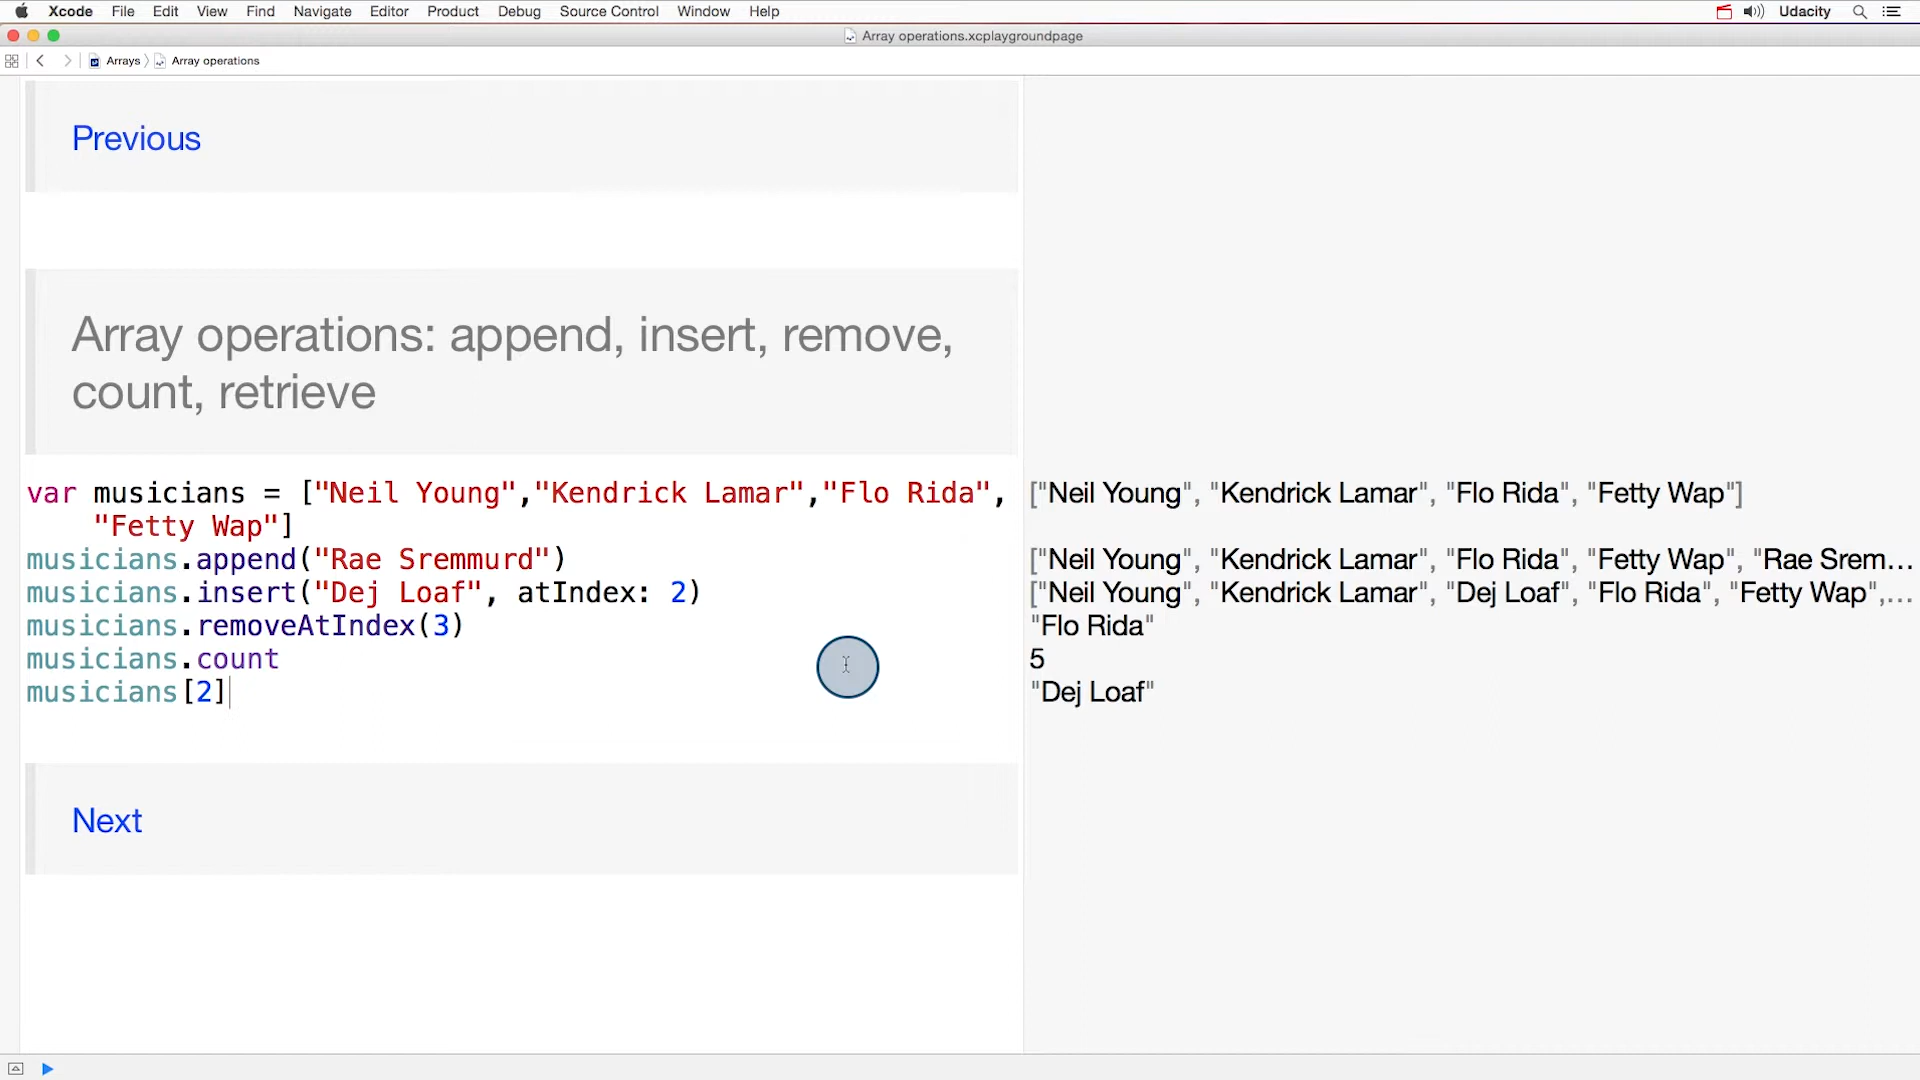 Xcode File Edit View Find Navigate Editor Product Debug Source Control Window Help Udacity
Array operations.xcplaygroundpage
Arrays Array operations
Previous
Array operations: append, insert, remove,
count, retrieve
var musicians = ["Neil Young","Kendrick Lamar","Flo Rida", ["Neil Young", "Kendrick Lamar", "Flo Rida", "Fetty Wap"]
"Fetty Wap"]
musicians.append("Rae Sremmurd") ["Neil Young", "Kendrick Lamar", "Flo Rida", "Fetty Wap", "Rae Srem...
musicians.insert("Dej Loaf", atIndex: 2) ["Neil Young", "Kendrick Lamar", "Dej Loaf", "Flo Rida", "Fetty Wap",...
musicians.removeAtIndex(3) "Flo Rida"
musicians.count 5
musicians[2] "Dej Loaf"
Next